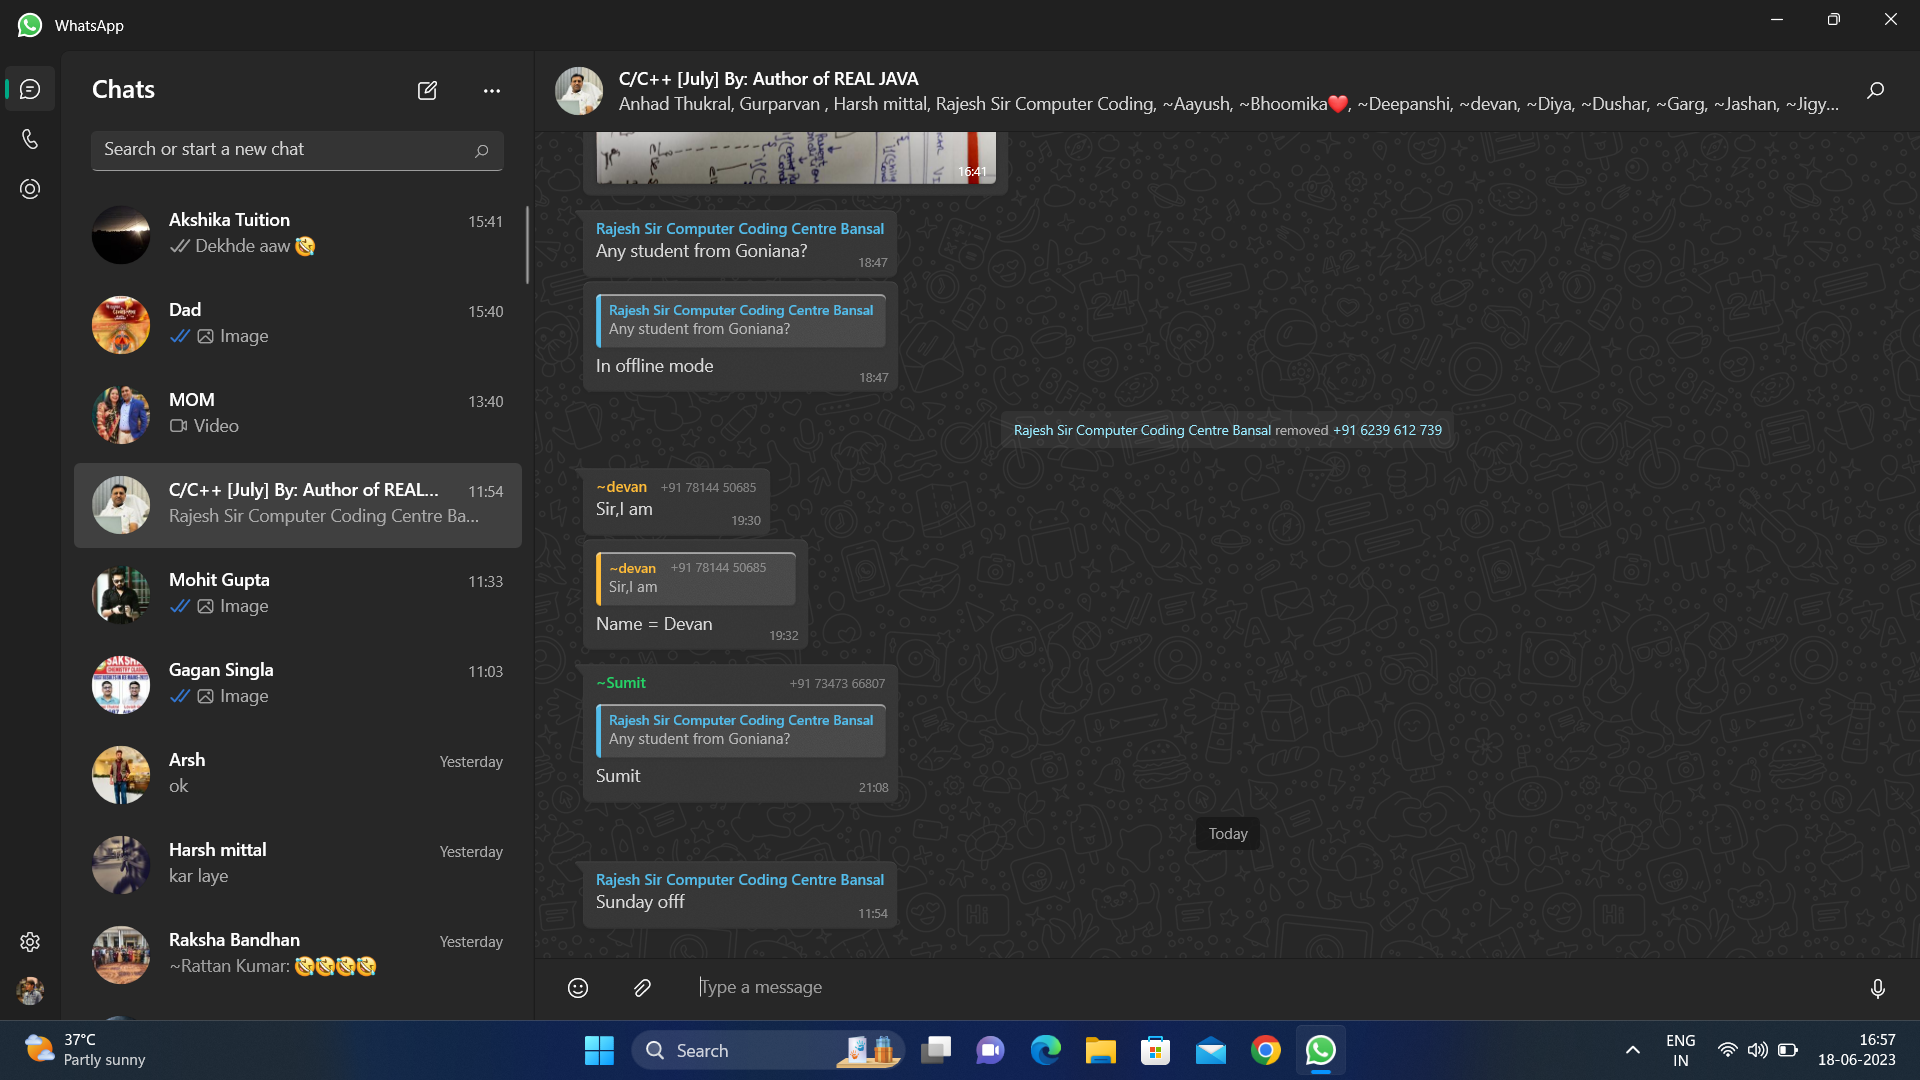 WhatsApp
Chats
Search or start a new chat
Akshika Tuition
15:41
Dekhde aaw 🤣
Dad
15:40
Image
MOM
13:40
Video
C/C++ [July] By: Author of REAL...
11:54
Rajesh Sir Computer Coding Centre Ba...
Mohit Gupta
11:33
Image
Gagan Singla
11:03
Image
Arsh
Yesterday
ok
Harsh mittal
Yesterday
kar laye
Raksha Bandhan
Yesterday
~Rattan Kumar: 🤣🤣🤣🤣
C/C++ [July] By: Author of REAL JAVA
Anhad Thukral, Gurparvan , Harsh mittal, Rajesh Sir Computer Coding, ~Aayush, ~Bhoomika❤️, ~Deepanshi, ~devan, ~Diya, ~Dushar, ~Garg, ~Jashan, ~Jigy...
16:41
Rajesh Sir Computer Coding Centre Bansal
Any student from Goniana?
18:47
Rajesh Sir Computer Coding Centre Bansal
Any student from Goniana?
In offline mode
18:47
Rajesh Sir Computer Coding Centre Bansal removed +91 6239 612 739
~devan +91 78144 50685
Sir,I am
19:30
~devan +91 78144 50685
Sir,I am
Name = Devan
19:32
~Sumit +91 73473 66807
Rajesh Sir Computer Coding Centre Bansal
Any student from Goniana?
Sumit
21:08
Today
Rajesh Sir Computer Coding Centre Bansal
Sunday offf
11:54
Type a message
37°C
Partly sunny
Search
ENG
IN
16:57
18-06-2023